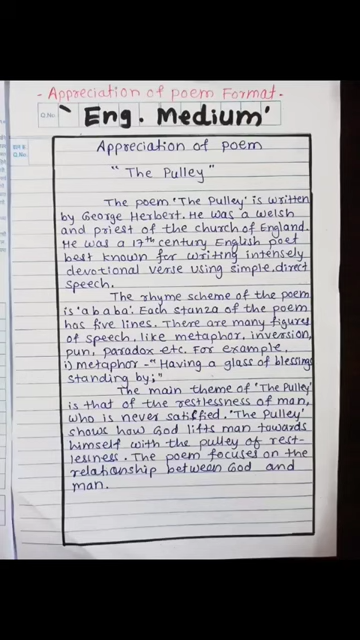 - Appreciation of poem Format -
Q.No.
` Eng. Medium'
Q.No.
Appreciation of poem
"The Pulley"
The poem 'The Pulley' is written
by George Herbert. He was a welsh
and priest of the church of England.
He was a 17th century English poet
best known for writing intensely
devotional verse using simple.direct
speech.
The rhyme scheme of the poem
is 'ababa'. Each stanza of the poem
has five lines. There are many figures
of speech, like metaphor, inversion,
pun, paradox etc. For example,
i) metaphor - "Having a glass of blessings
standing by;"
The main theme of 'The Pulley'
is that of the restlessness of man,
who is never satisfied. 'The Pulley'
shows how God lifts man towards
himself with the pulley of rest-
lessness. The poem focuses on the
relationship between God and
man.